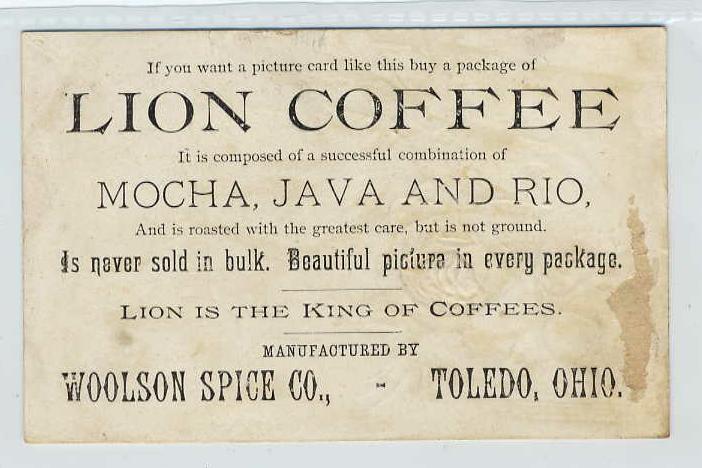 If you want a picture card like this buy a package of
LION COFFEE
It is composed of a successful combination of
MOCHA, JAVA AND RIO,
And is roasted with the greatest care, but is not ground.
Is never sold in bulk. Beautiful picture in every package.
LION IS THE KING OF COFFEES.
MANUFACTURED BY
WOOLSON SPICE CO., - TOLEDO, OHIO.